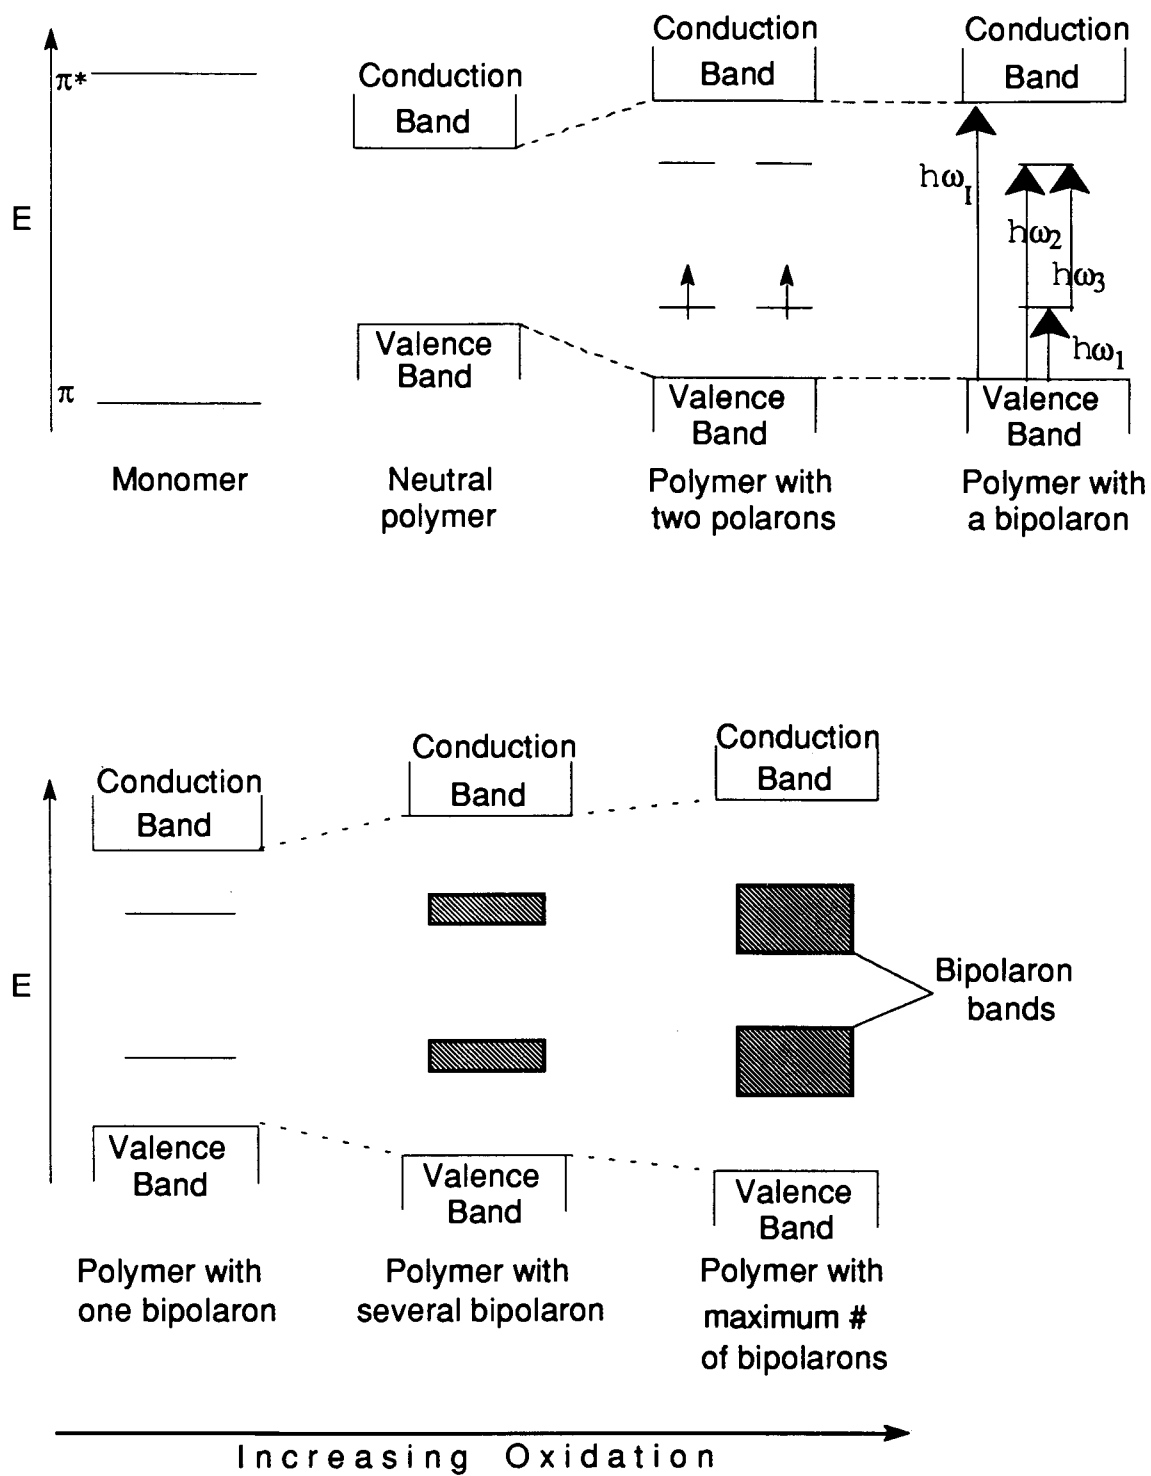 Conduction
Band
Conduction
Band
Conduction
Band
π*
Conduction
Band
hω_I
E
hω2
hω3
hω1
Valence
Band
π
Valence
Band
Valence
Band
Monomer
Neutral
polymer
Polymer with
two polarons
Polymer with
a bipolaron
Conduction
Band
Conduction
Band
Conduction
Band
E
Bipolaron
bands
Valence
Band
Valence
Band
Valence
Band
Polymer with
one bipolaron
Polymer with
several bipolaron
Polymer with
maximum #
of bipolarons
Increasing Oxidation